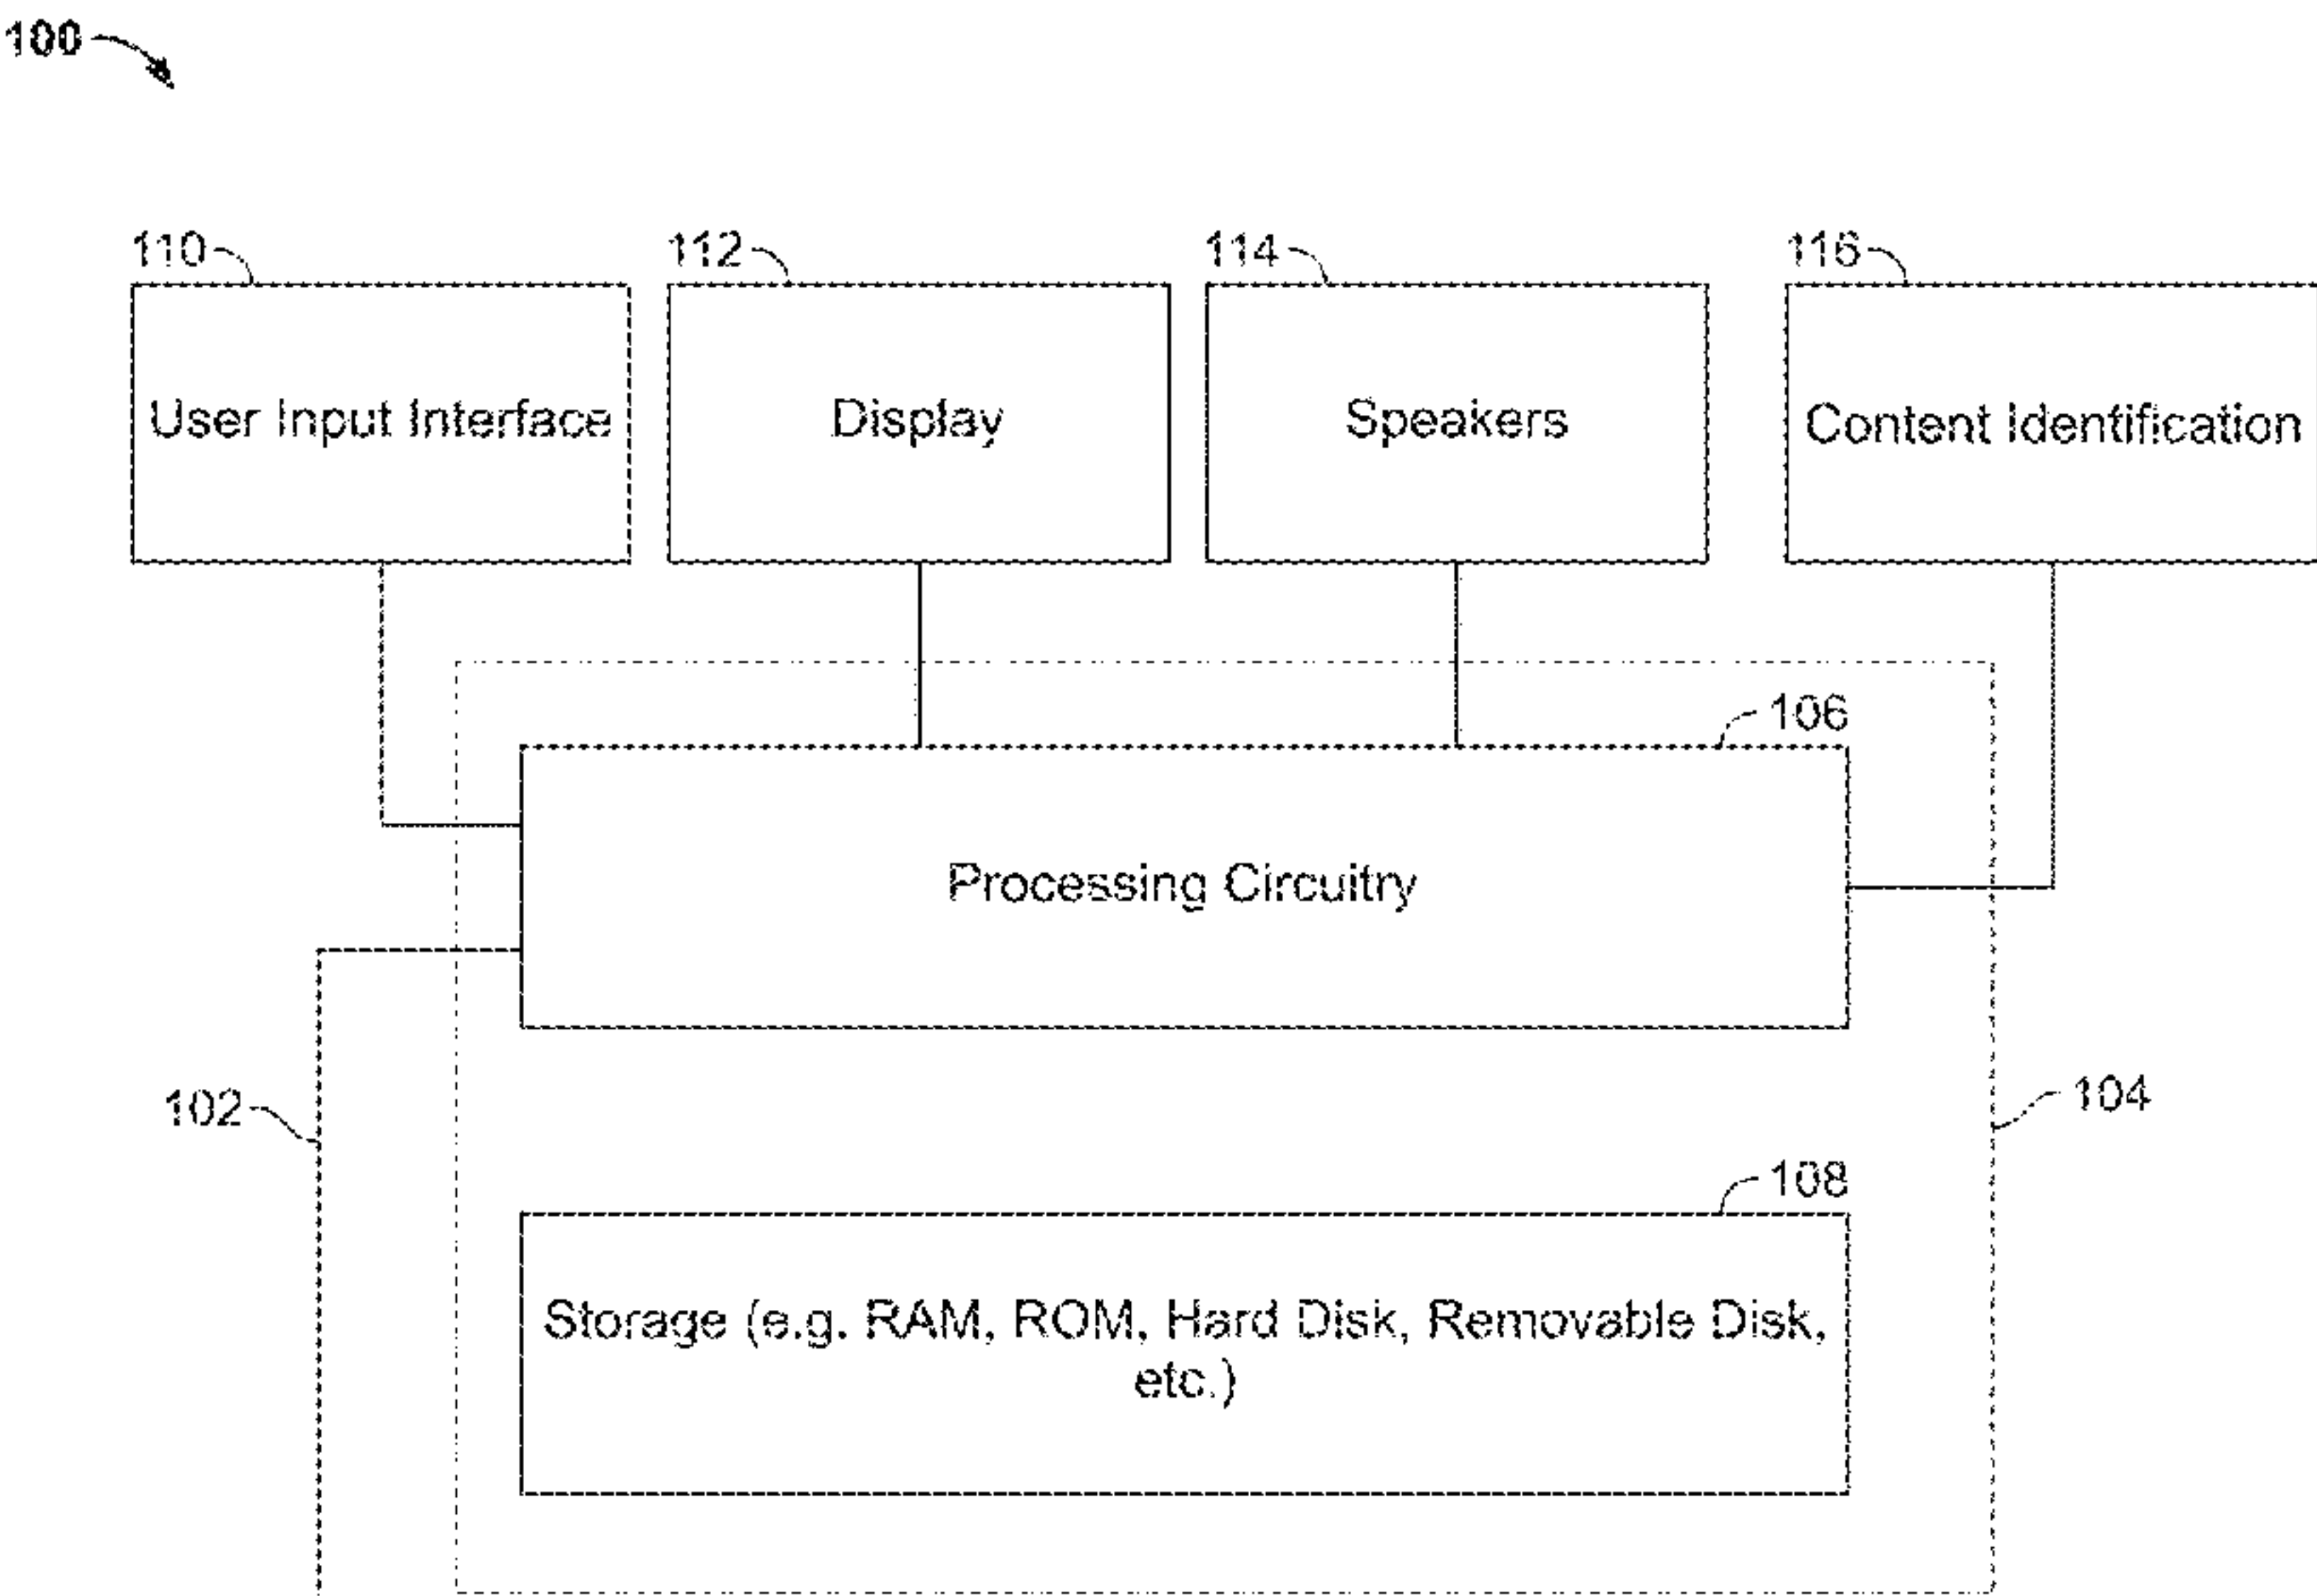 100
110
112
114
116
User Input Interface
Display
Speakers
Content Identification
106
Processing Circuitry
102
104
108
Storage (e.g. RAM, ROM, Hard Disk, Removable Disk,
etc.)